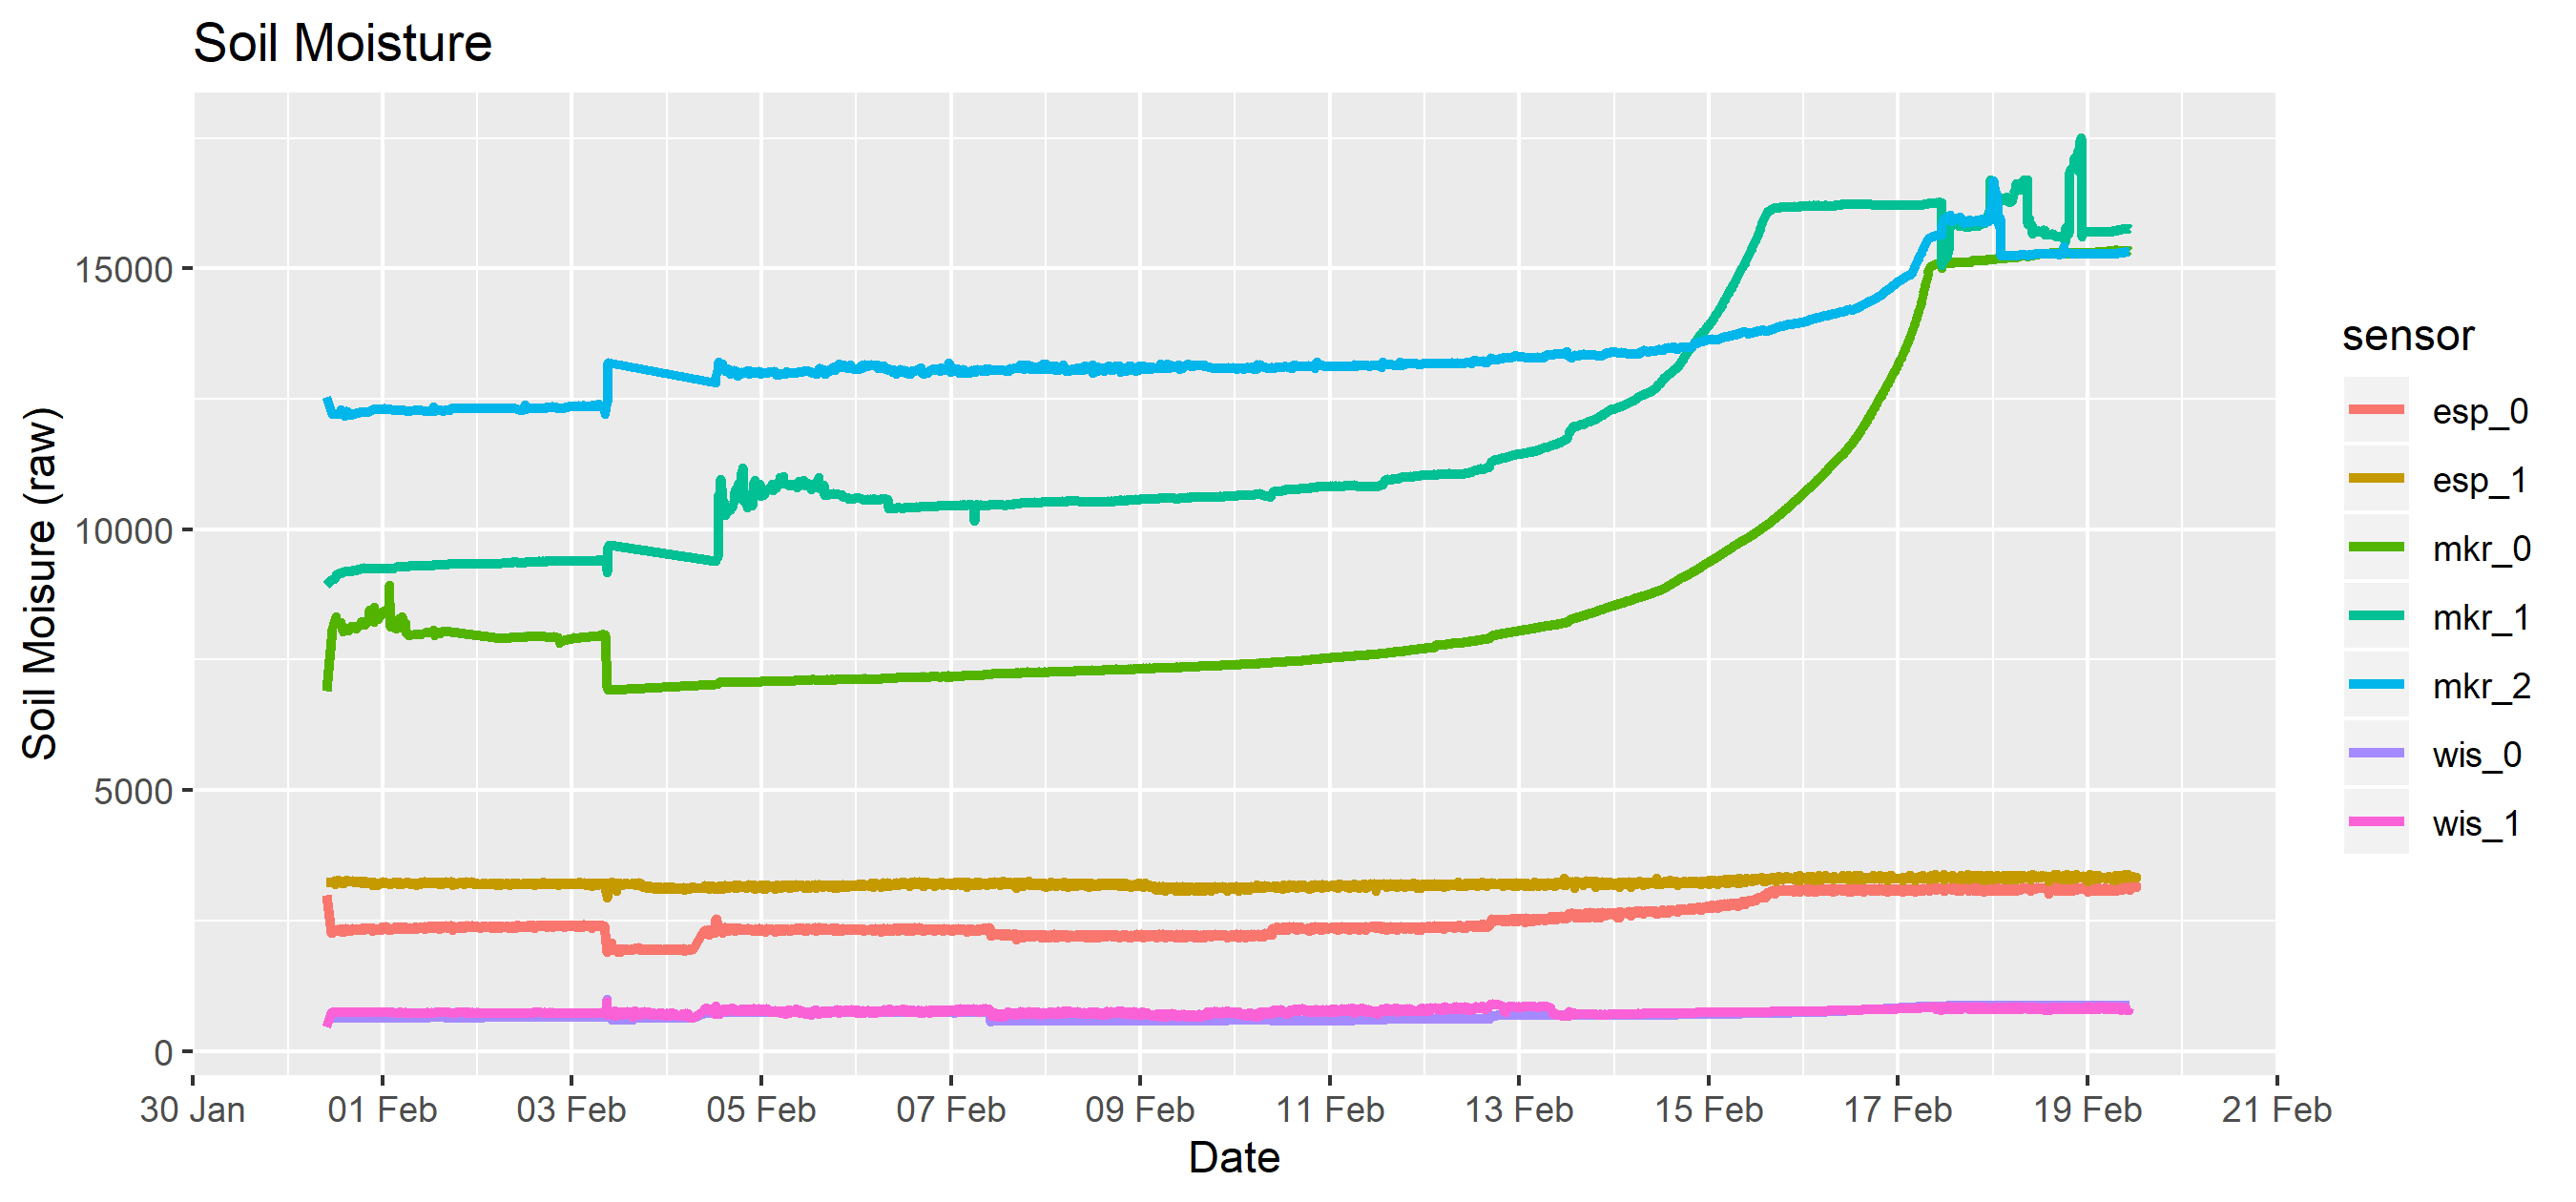 Soil Moisture
Soil Moisure (raw)
15000
10000
5000
0
30 Jan
01 Feb
03 Feb
05 Feb
07 Feb
09 Feb
11 Feb
13 Feb
15 Feb
17 Feb
19 Feb
21 Feb
Date
sensor
esp_0
esp_1
mkr_0
mkr_1
mkr_2
wis_0
wis_1